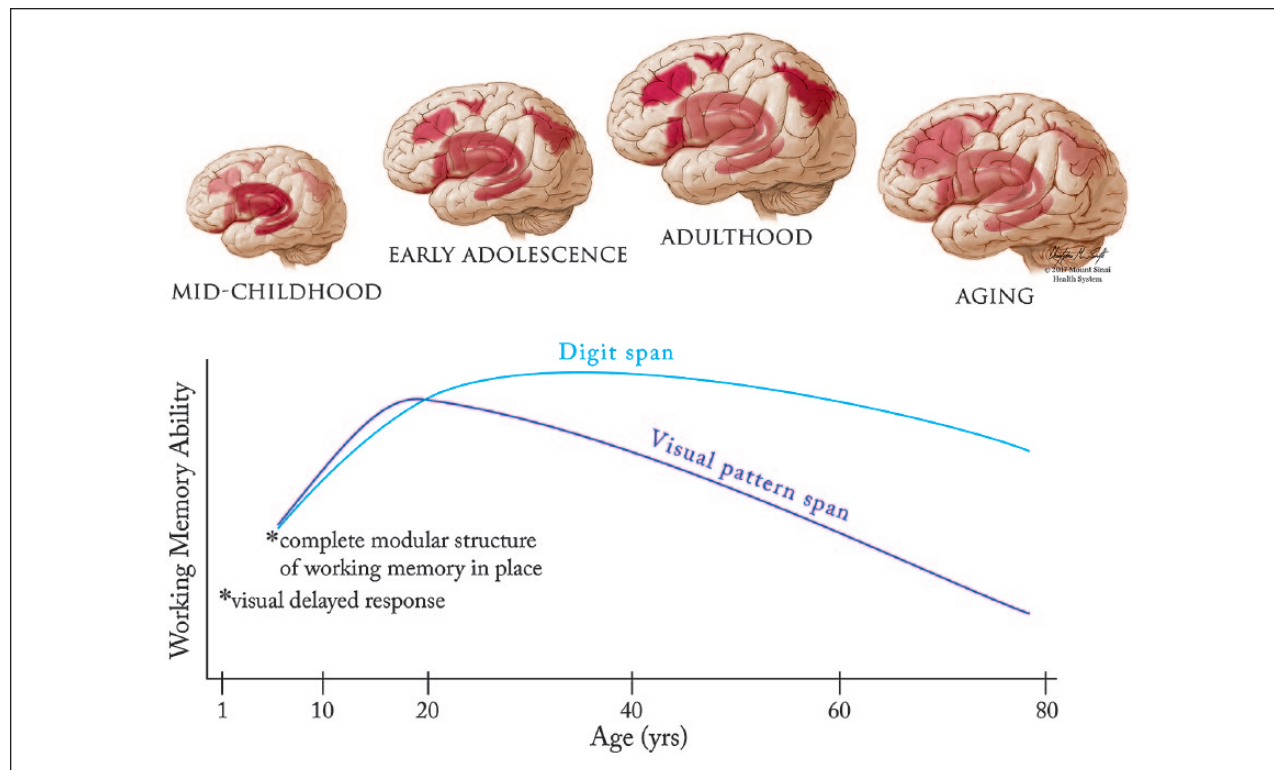 MID-CHILDHOOD
EARLY ADOLESCENCE
ADULTHOOD
© 2017 Mount Sinai
Health System
AGING
Digit span
Visual pattern span
*complete modular structure
of working memory in place
*visual delayed response
Working Memory Ability
1 10 20 40 60 80
Age (yrs)